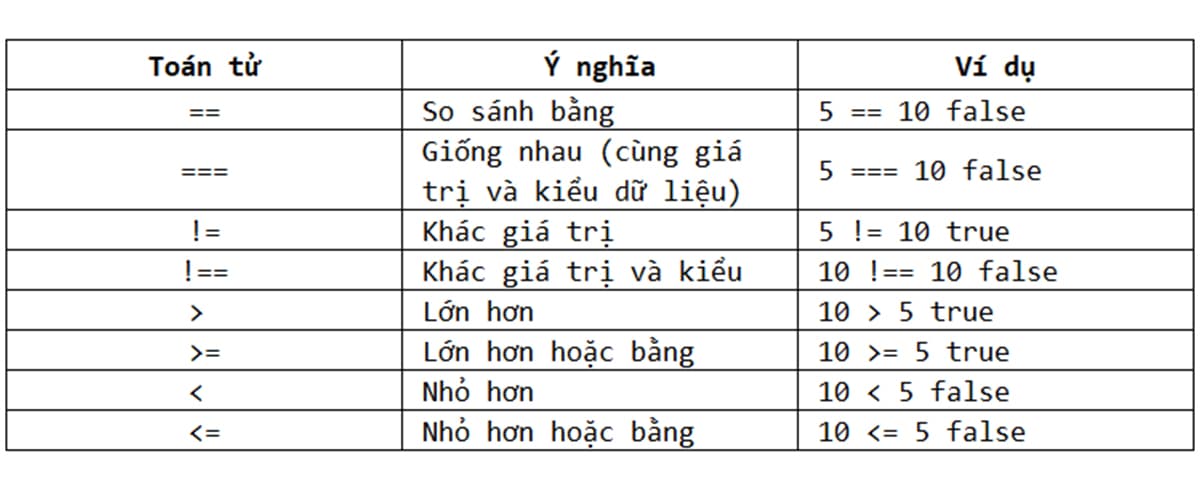 Toán tử Ý nghĩa Ví dụ
== So sánh bằng 5 == 10 false
=== Giống nhau (cùng giá trị và kiểu dữ liệu) 5 === 10 false
!= Khác giá trị 5 != 10 true
!== Khác giá trị và kiểu 10 !== 10 false
> Lớn hơn 10 > 5 true
>= Lớn hơn hoặc bằng 10 >= 5 true
< Nhỏ hơn 10 < 5 false
<= Nhỏ hơn hoặc bằng 10 <= 5 false